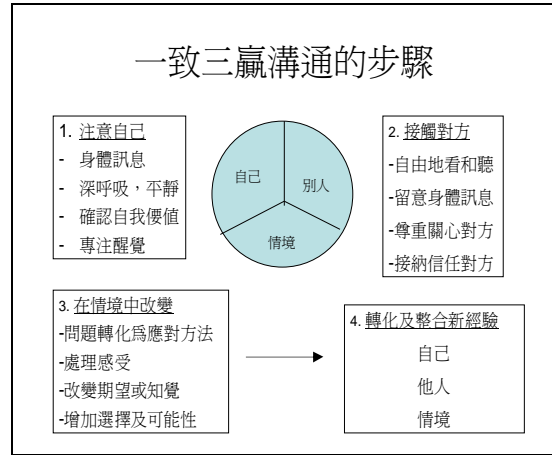 一致三贏溝通的步驟
1. 注意自己
- 身體訊息
- 深呼吸，平靜
- 確認自我價值
- 專注醒覺
自己
別人
情境
2. 接觸對方
-自由地看和聽
-留意身體訊息
-尊重關心對方
-接納信任對方
3. 在情境中改變
-問題轉化為應對方法
-處理感受
-改變期望或知覺
-增加選擇及可能性
4. 轉化及整合新經驗
自己
他人
情境